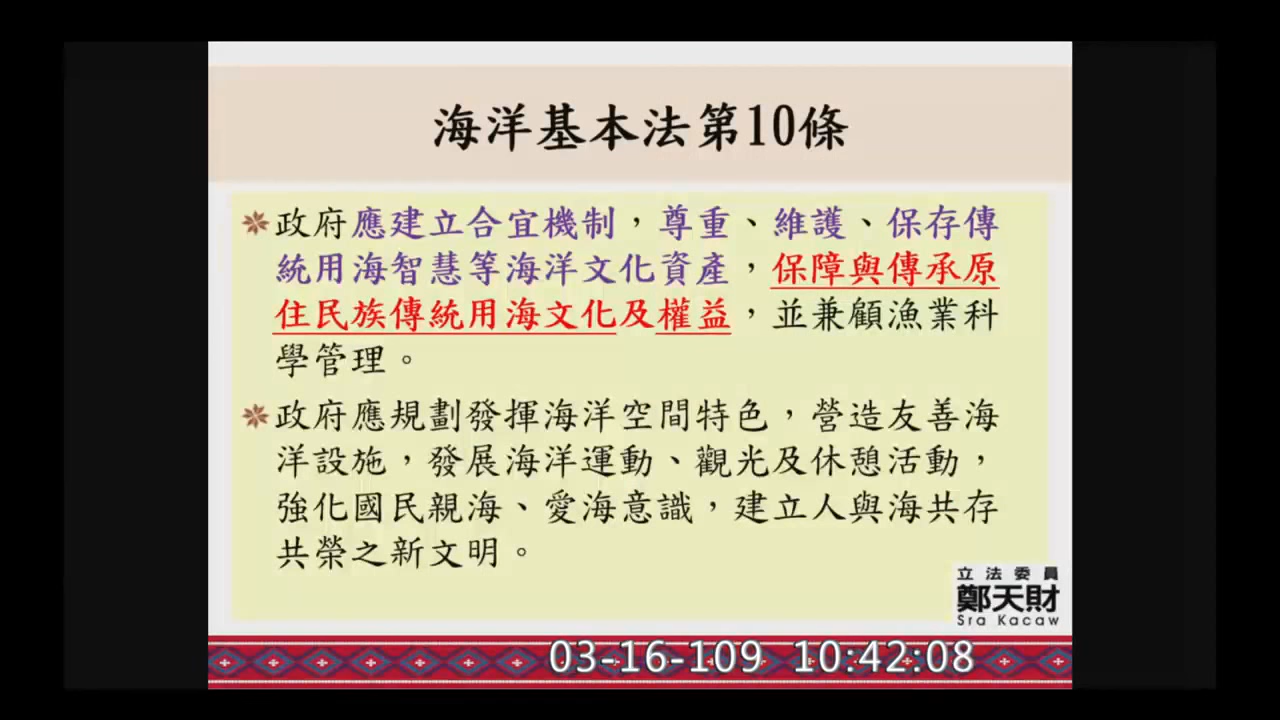 海洋基本法第10條
政府應建立合宜機制，尊重、維護、保存傳
統用海智慧等海洋文化資產，保障與傳承原
住民族傳統用海文化及權益，並兼顧漁業科
學管理。
政府應規劃發揮海洋空間特色，營造友善海
洋設施，發展海洋運動、觀光及休憩活動，
強化國民親海、愛海意識，建立人與海共存
共榮之新文明。
立法委員
鄭天財
Sra Kacaw
03-16-109 10:42:08